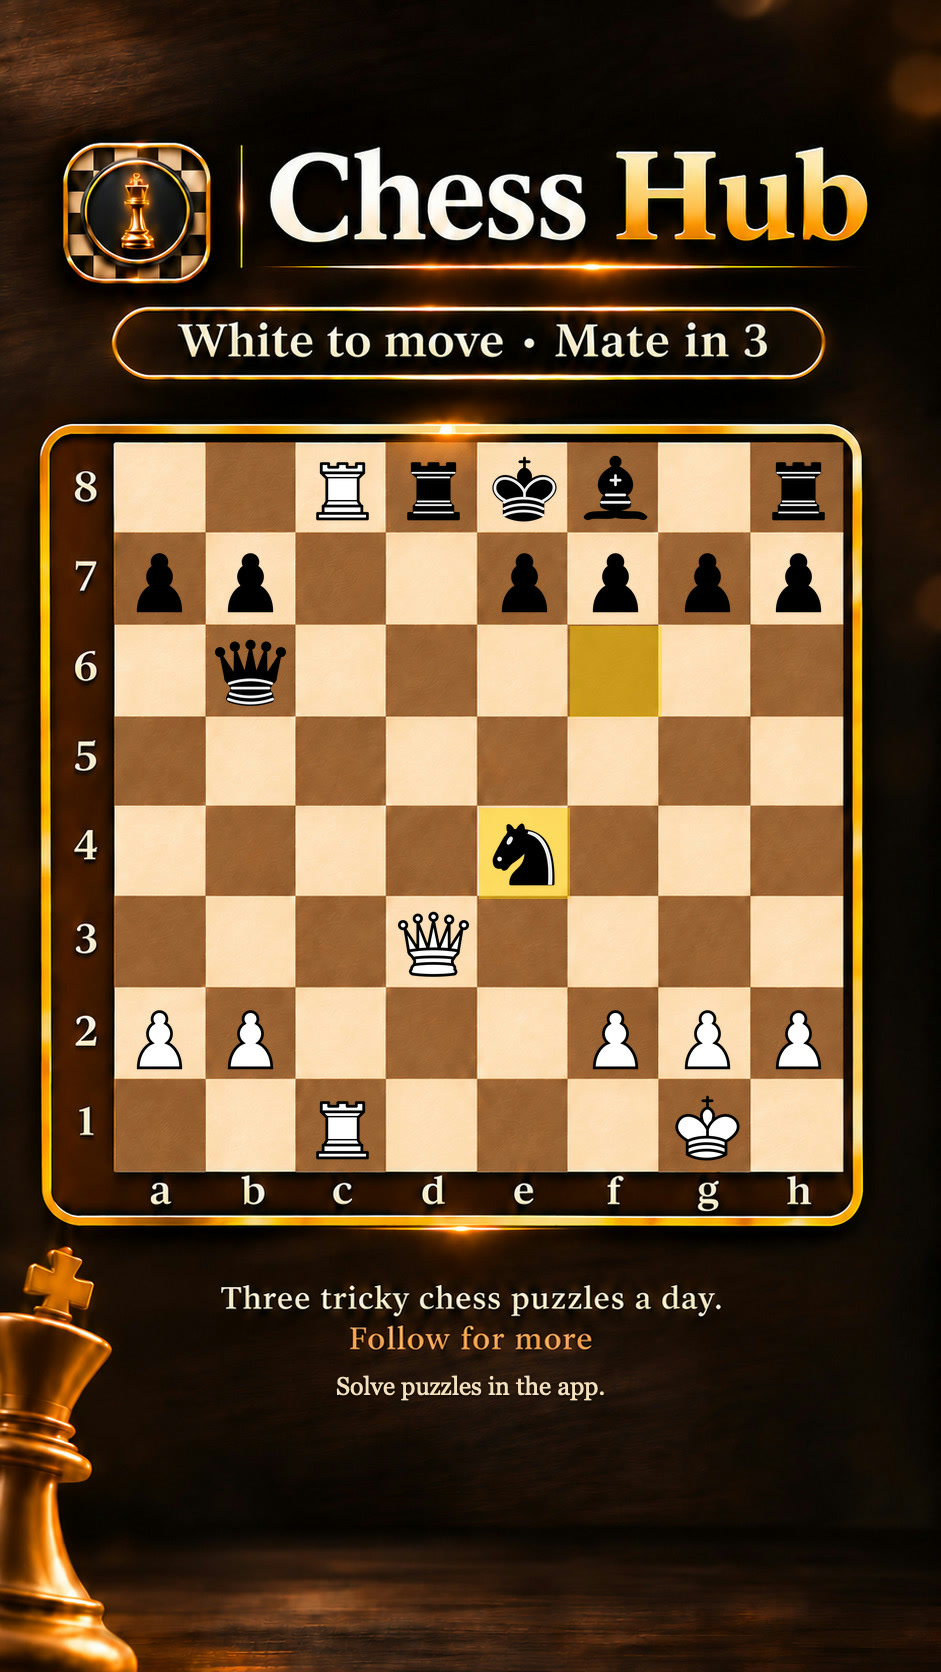 Chess Hub
White to move • Mate in 3
8
7
6
5
4
3
2
1
a b c d e f g h
Three tricky chess puzzles a day.
Follow for more
Solve puzzles in the app.